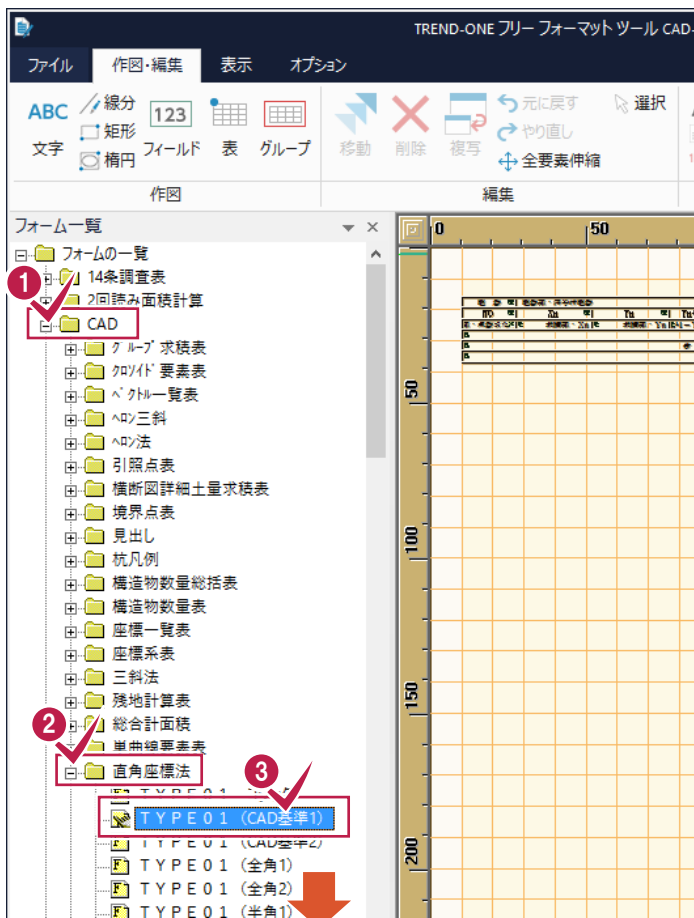 TREND-ONE フリー フォーマット ツール CAD-
ファイル 作図・編集 表示 オプション
ABC 線分 123 元に戻す 選択
矩形 やり直し
文字 楕円 フィールド 表 グループ 移動 削除 複写 全要素伸縮
作図 編集
フォーム一覧
0 50
フォームの一覧
14条調査表
1
2回読み面積計算
CAD
グループ求積表
クロソイド要素表
ベクトル一覧表
ヘロン三斜
ヘロン法
引照点表
横断図詳細土量求積表
境界点表
見出し
杭凡例
構造物数量総括表
構造物数量表
座標一覧表
座標系表
三斜法
残地計算表
2
総合計面積
単曲線要素表
直角座標法
3
TYPE01(CAD基準1)
TYPE01(CAD基準2)
TYPE01(全角1)
TYPE01(全角2)
TYPE01(半角1)
50
100
150
200